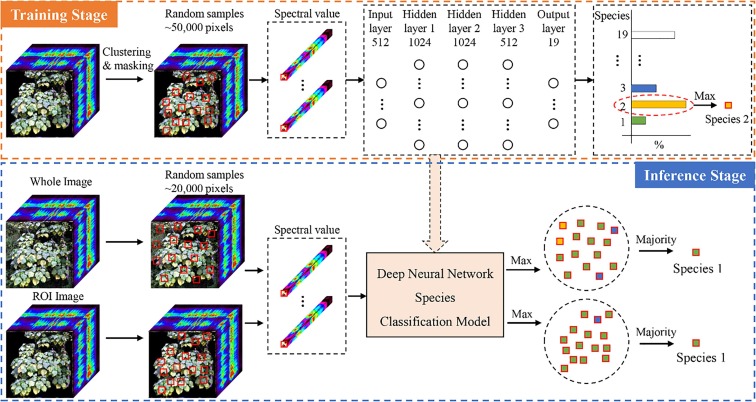 Training Stage
Clustering
& masking
Random samples
~50,000 pixels
Spectral value
Input
layer
512
Hidden
layer 1
1024
Hidden
layer 2
1024
Hidden
layer 3
512
Output
layer
19
Species
19
3
2
1
%
Max
Species 2
Inference Stage
Whole Image
Random samples
~20,000 pixels
Spectral value
ROI Image
Deep Neural Network
Species
Classification Model
Max
Majority
Species 1
Max
Majority
Species 1